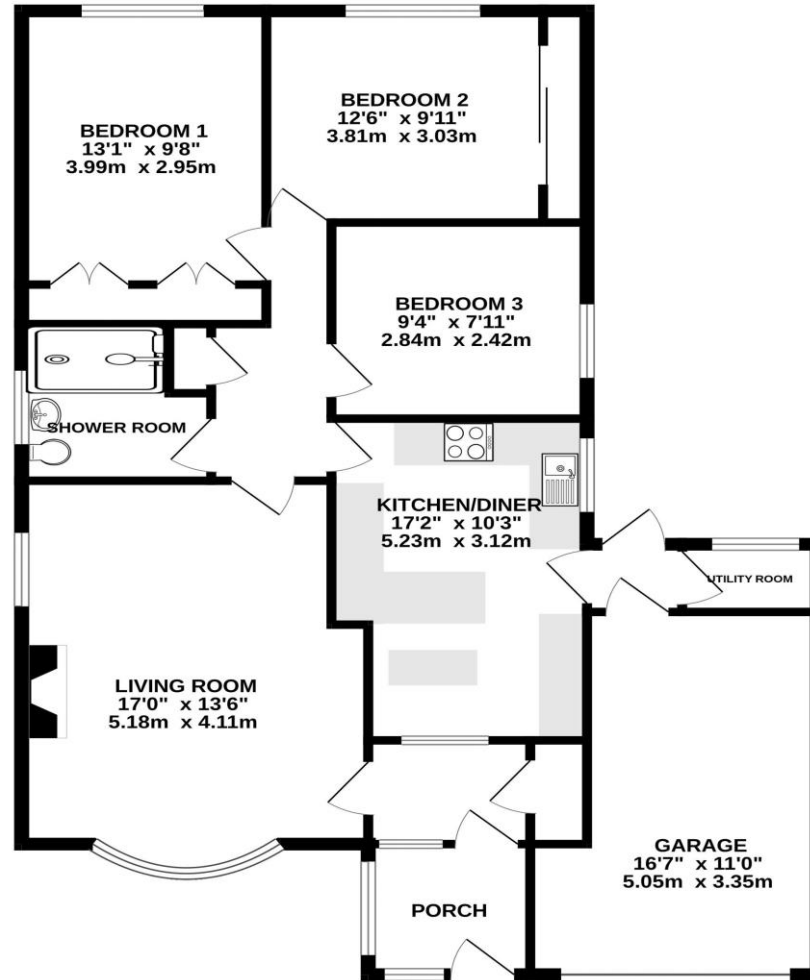 BEDROOM 1
13'1" x 9'8"
3.99m x 2.95m
BEDROOM 2
12'6" x 9'11"
3.81m x 3.03m
BEDROOM 3
9'4" x 7'11"
2.84m x 2.42m
SHOWER ROOM
KITCHEN/DINER
17'2" x 10'3"
5.23m x 3.12m
UTILITY ROOM
LIVING ROOM
17'0" x 13'6"
5.18m x 4.11m
GARAGE
16'7" x 11'0"
5.05m x 3.35m
PORCH